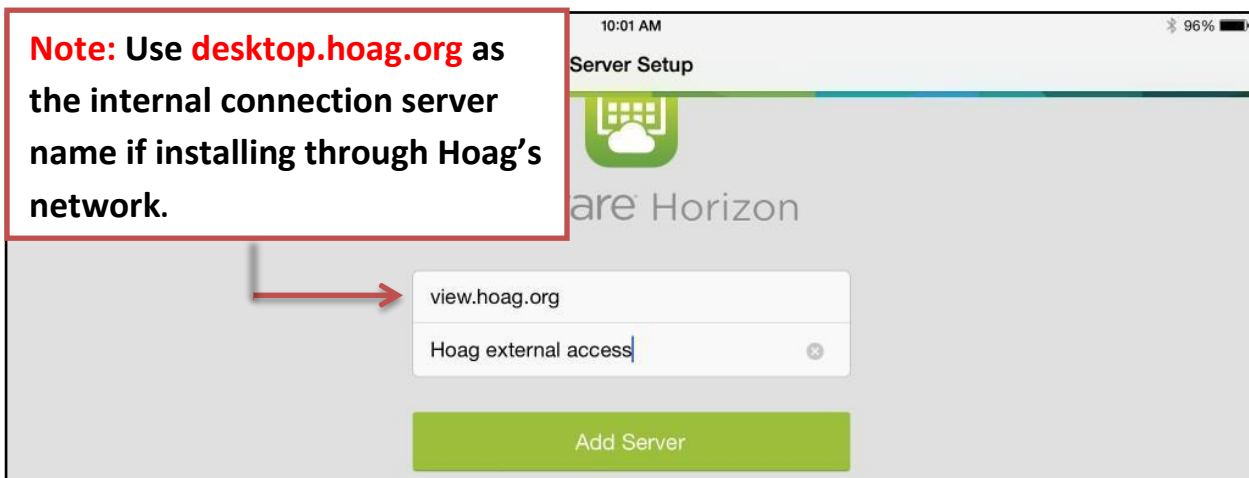 10:01 AM
96%
Server Setup
Note: Use desktop.hoag.org as
the internal connection server
name if installing through Hoag's
network.
are Horizon
view.hoag.org
Hoag external access
Add Server